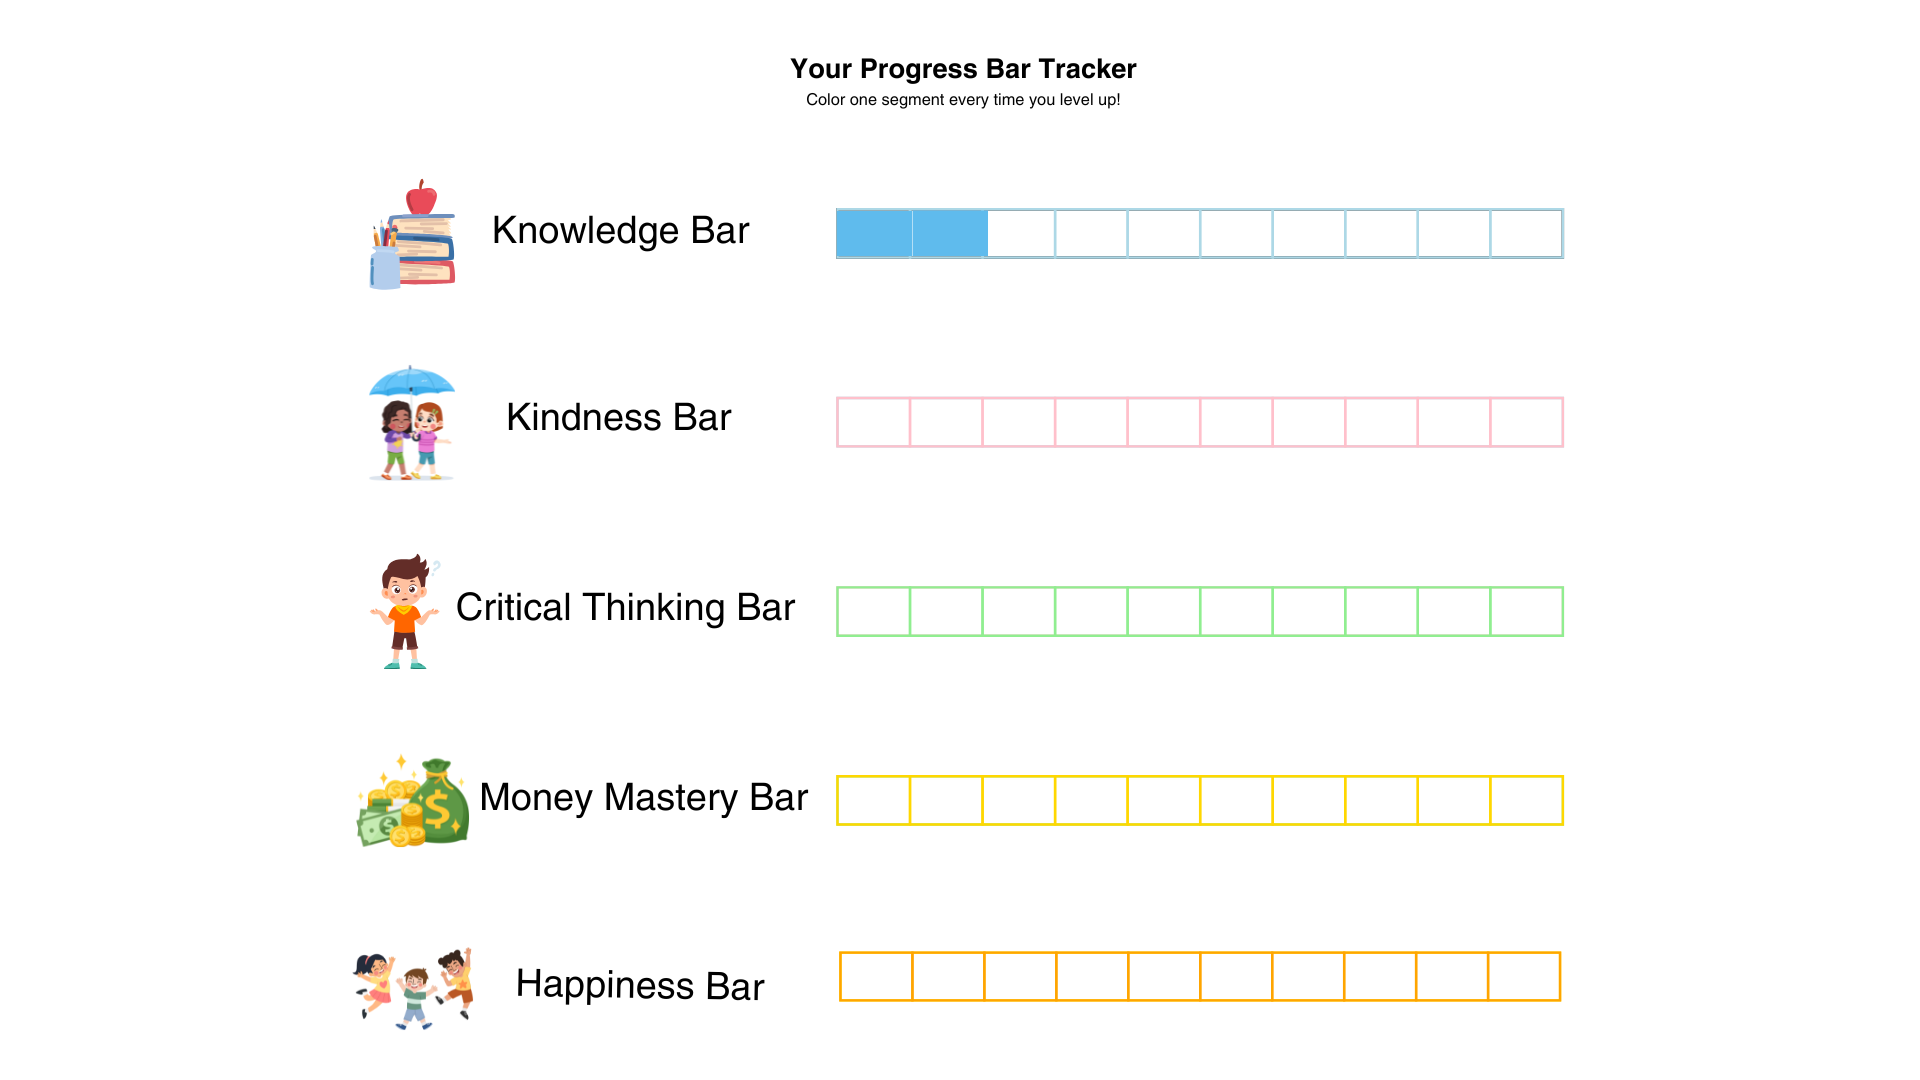 Your Progress Bar Tracker
Color one segment every time you level up!
Knowledge Bar
Kindness Bar
?
Critical Thinking Bar
$
$
Money Mastery Bar
Happiness Bar